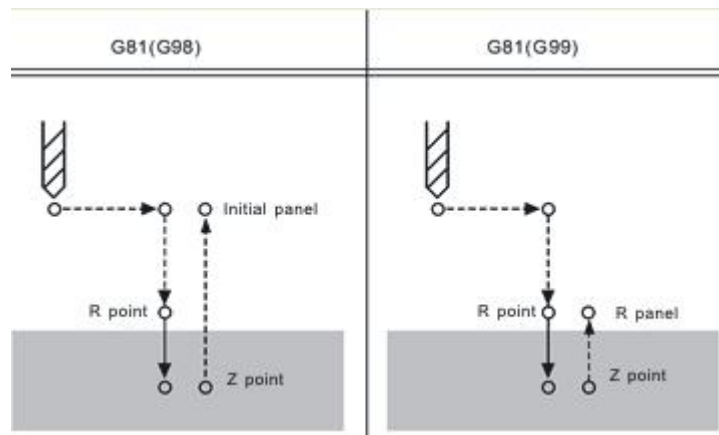 G81(G98)
G81(G99)
Initial panel
R point
Z point
R point
R panel
Z point